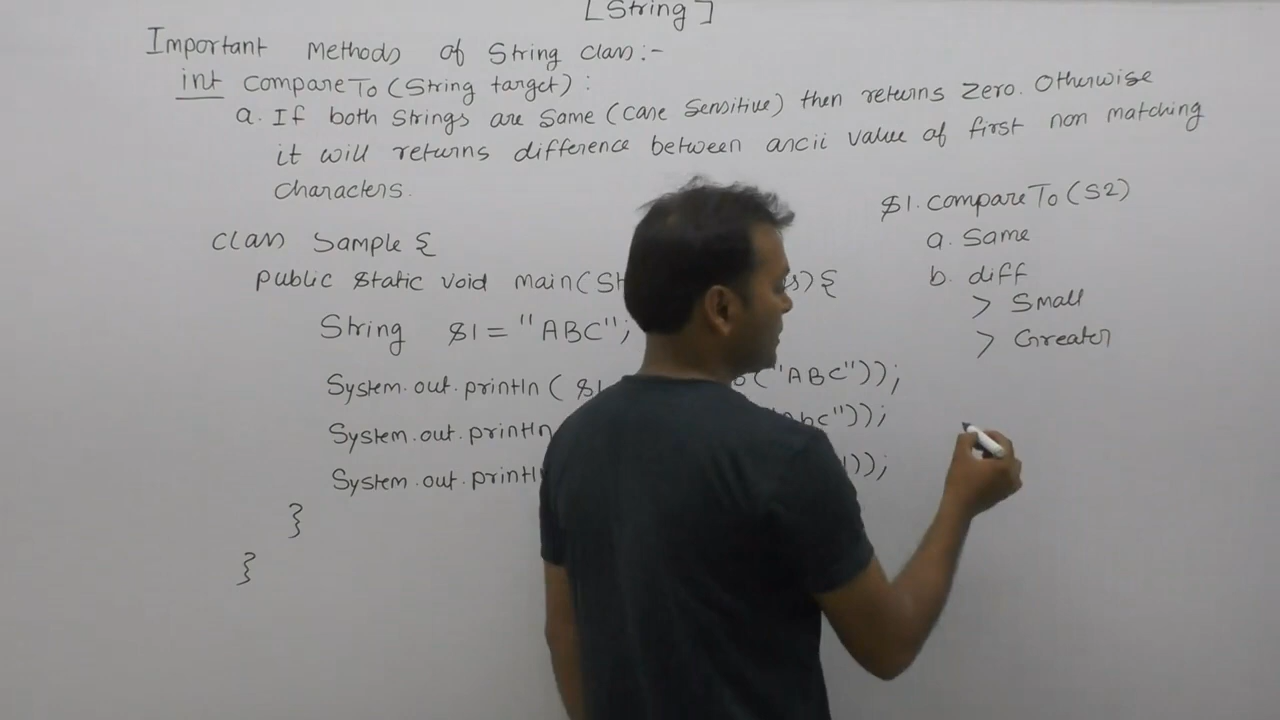 [String]
Important Methods of String class:-
int compareTo(String target):
a. If both Strings are same (case sensitive) then returns zero. Otherwise
it will returns difference between ascii value of first non matching
characters.
class Sample {
public static void main(St s){
String s1 = "ABC";
System.out.println( s1 ("ABC"));
System.out.println bc"));
System.out.printl "));
}
}
s1.compareTo(s2)
a. Same
b. diff
> Small
> Greater